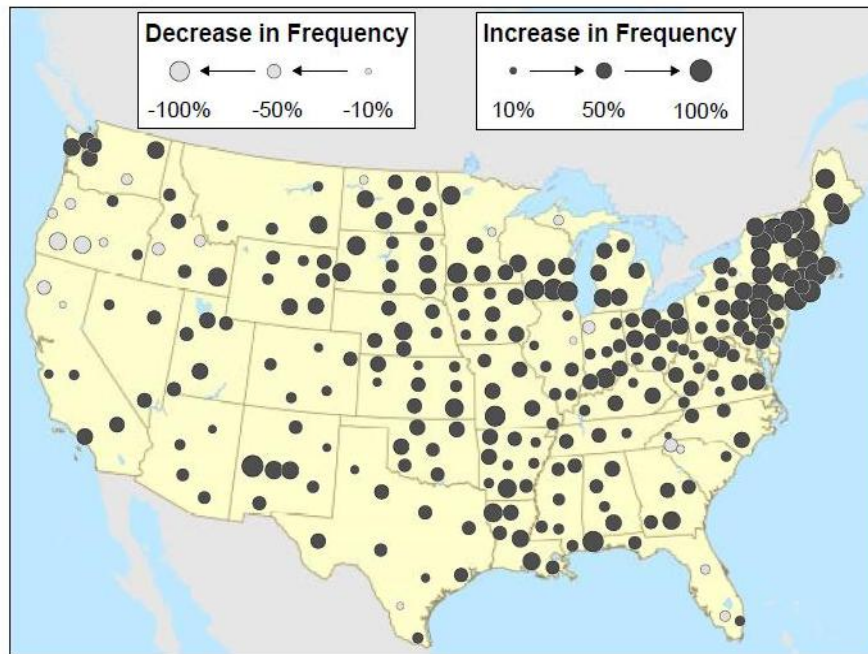 Decrease in Frequency
-100% -50% -10%
Increase in Frequency
10% 50% 100%